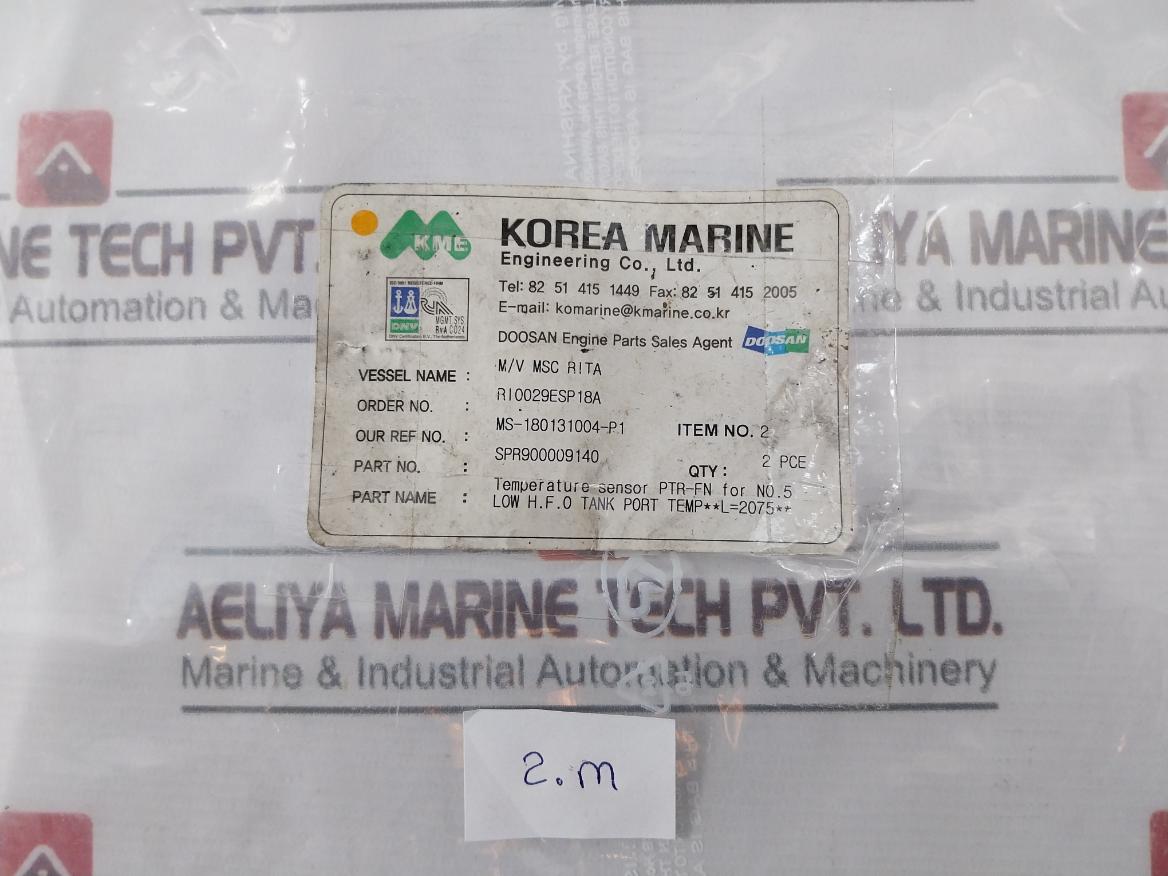 KME
KOREA MARINE
Engineering Co., Ltd.
Tel: 82 51 415 1449 Fax: 82 51 415 2005
E-mail: komarine@kmarine.co.kr
DNV
MGMT. SYS.
RvA C024
DOOSAN Engine Parts Sales Agent DOOSAN
VESSEL NAME : M/V MSC RITA
ORDER NO. : RI0029ESP18A
OUR REF NO. : MS-180131004-P1 ITEM NO. 2
PART NO. : SPR900009140 QTY : 2 PCE
PART NAME : Temperature sensor PTR-FN for NO.5
LOW H.F.O TANK PORT TEMP**L=2075**
NE TECH PVT.
Automation & Ma
IYA MARINE
ne & Industrial Au
AELIYA MARINE TECH PVT. LTD.
Marine & Industrial Automation & Machinery
2.m